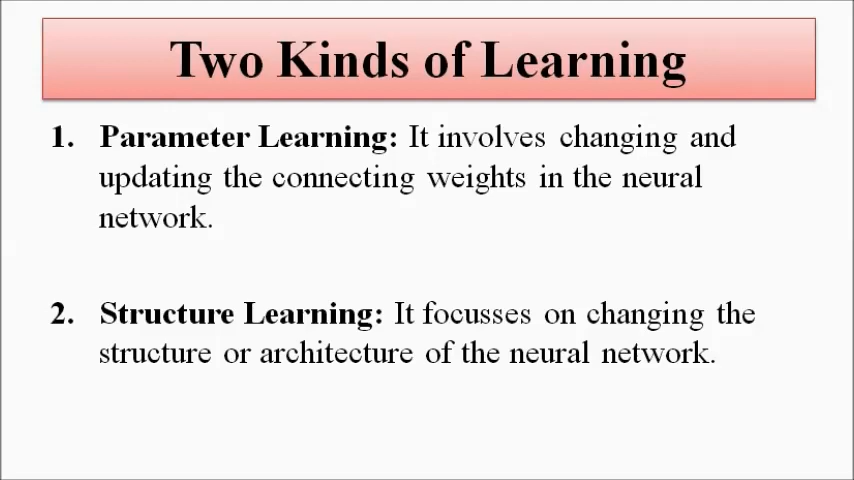 Two Kinds of Learning
1. Parameter Learning: It involves changing and
updating the connecting weights in the neural
network.
2. Structure Learning: It focusses on changing the
structure or architecture of the neural network.